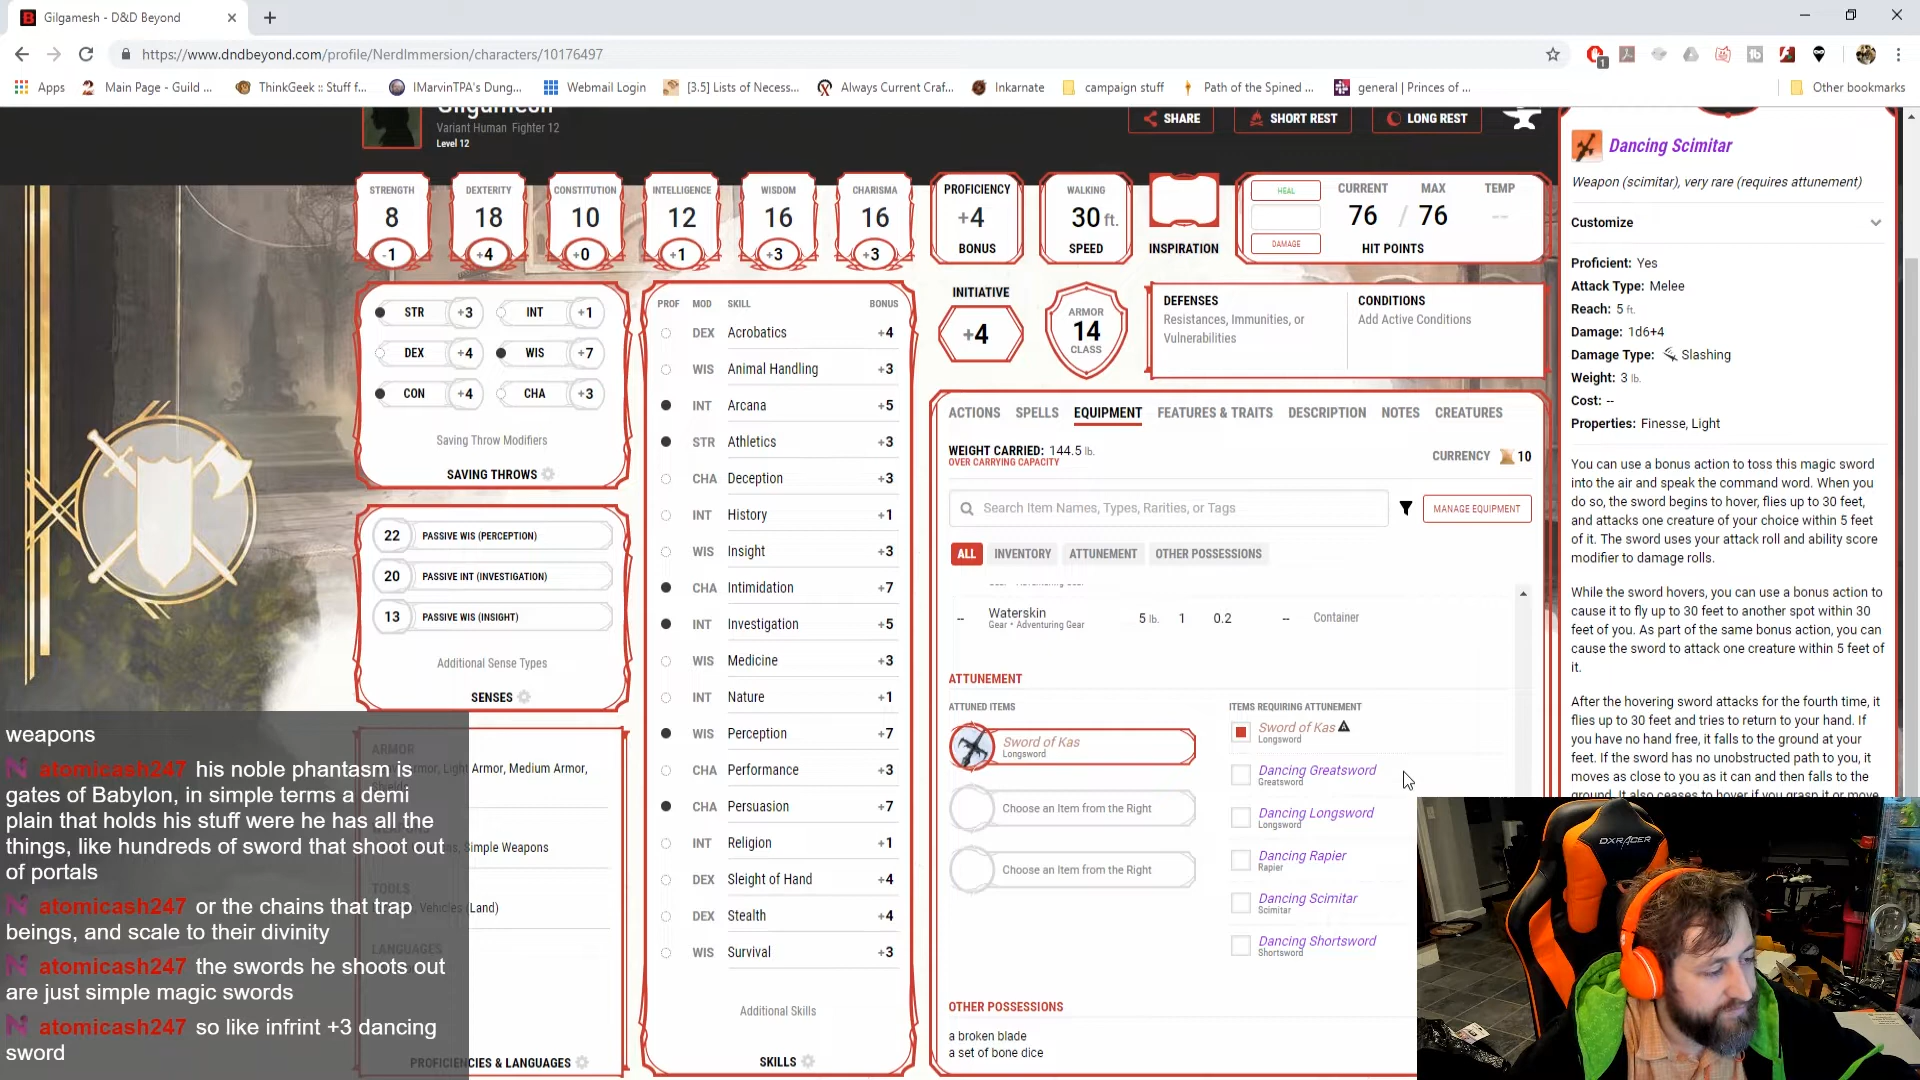 Gilgamesh - D&D Beyond
https://www.dndbeyond.com/profile/NerdImmersion/characters/10176497
1
Apps
Main Page - Guild ...
ThinkGeek :: Stuff f...
IMarvinTPA's Dung...
Webmail Login
[3.5] Lists of Necess...
Always Current Craf...
Inkarnate
campaign stuff
Path of the Spined ...
general | Princes of ...
Other bookmarks
Gilgamesh
Variant Human Fighter 12
Level 12
SHARE
SHORT REST
LONG REST
STRENGTH
8
-1
DEXTERITY
18
+4
CONSTITUTION
10
+0
INTELLIGENCE
12
+1
WISDOM
16
+3
CHARISMA
16
+3
PROFICIENCY
+4
BONUS
WALKING
30 ft.
SPEED
INSPIRATION
HEAL
DAMAGE
CURRENT
76
/
MAX
76
TEMP
--
HIT POINTS
STR +3
INT +1
DEX +4
WIS +7
CON +4
CHA +3
Saving Throw Modifiers
SAVING THROWS
22 PASSIVE WIS (PERCEPTION)
20 PASSIVE INT (INVESTIGATION)
13 PASSIVE WIS (INSIGHT)
Additional Sense Types
SENSES
ARMOR
Armor, Light Armor, Medium Armor,
Simple Weapons
TOOLS
Vehicles (Land)
LANGUAGES
PROFICIENCIES & LANGUAGES
weapons
atomicash247 his noble phantasm is
gates of Babylon, in simple terms a demi
plain that holds his stuff were he has all the
things, like hundreds of sword that shoot out
of portals
atomicash247 or the chains that trap
beings, and scale to their divinity
atomicash247 the swords he shoots out
are just simple magic swords
atomicash247 so like infrint +3 dancing
sword
PROF MOD SKILL BONUS
DEX Acrobatics +4
WIS Animal Handling +3
INT Arcana +5
STR Athletics +3
CHA Deception +3
INT History +1
WIS Insight +3
CHA Intimidation +7
INT Investigation +5
WIS Medicine +3
INT Nature +1
WIS Perception +7
CHA Performance +3
CHA Persuasion +7
INT Religion +1
DEX Sleight of Hand +4
DEX Stealth +4
WIS Survival +3
Additional Skills
SKILLS
INITIATIVE
+4
ARMOR
14
CLASS
DEFENSES
Resistances, Immunities, or
Vulnerabilities
CONDITIONS
Add Active Conditions
ACTIONS SPELLS EQUIPMENT FEATURES & TRAITS DESCRIPTION NOTES CREATURES
WEIGHT CARRIED: 144.5 lb.
OVER CARRYING CAPACITY
CURRENCY 10
Search Item Names, Types, Rarities, or Tags
MANAGE EQUIPMENT
ALL INVENTORY ATTUNEMENT OTHER POSSESSIONS
-- Waterskin 5 lb. 1 0.2 -- Container
Gear • Adventuring Gear
ATTUNEMENT
ATTUNED ITEMS
Sword of Kas
Longsword
Choose an Item from the Right
Choose an Item from the Right
ITEMS REQUIRING ATTUNEMENT
Sword of Kas
Longsword
Dancing Greatsword
Greatsword
Dancing Longsword
Longsword
Dancing Rapier
Rapier
Dancing Scimitar
Scimitar
Dancing Shortsword
Shortsword
OTHER POSSESSIONS
a broken blade
a set of bone dice
Dancing Scimitar
Weapon (scimitar), very rare (requires attunement)
Customize
Proficient: Yes
Attack Type: Melee
Reach: 5 ft.
Damage: 1d6+4
Damage Type: Slashing
Weight: 3 lb.
Cost: --
Properties: Finesse, Light
You can use a bonus action to toss this magic sword
into the air and speak the command word. When you
do so, the sword begins to hover, flies up to 30 feet,
and attacks one creature of your choice within 5 feet
of it. The sword uses your attack roll and ability score
modifier to damage rolls.
While the sword hovers, you can use a bonus action to
cause it to fly up to 30 feet to another spot within 30
feet of you. As part of the same bonus action, you can
cause the sword to attack one creature within 5 feet of
it.
After the hovering sword attacks for the fourth time, it
flies up to 30 feet and tries to return to your hand. If
you have no hand free, it falls to the ground at your
feet. If the sword has no unobstructed path to you, it
moves as close to you as it can and then falls to the
ground. It also ceases to hover if you grasp it or move
DXRACER